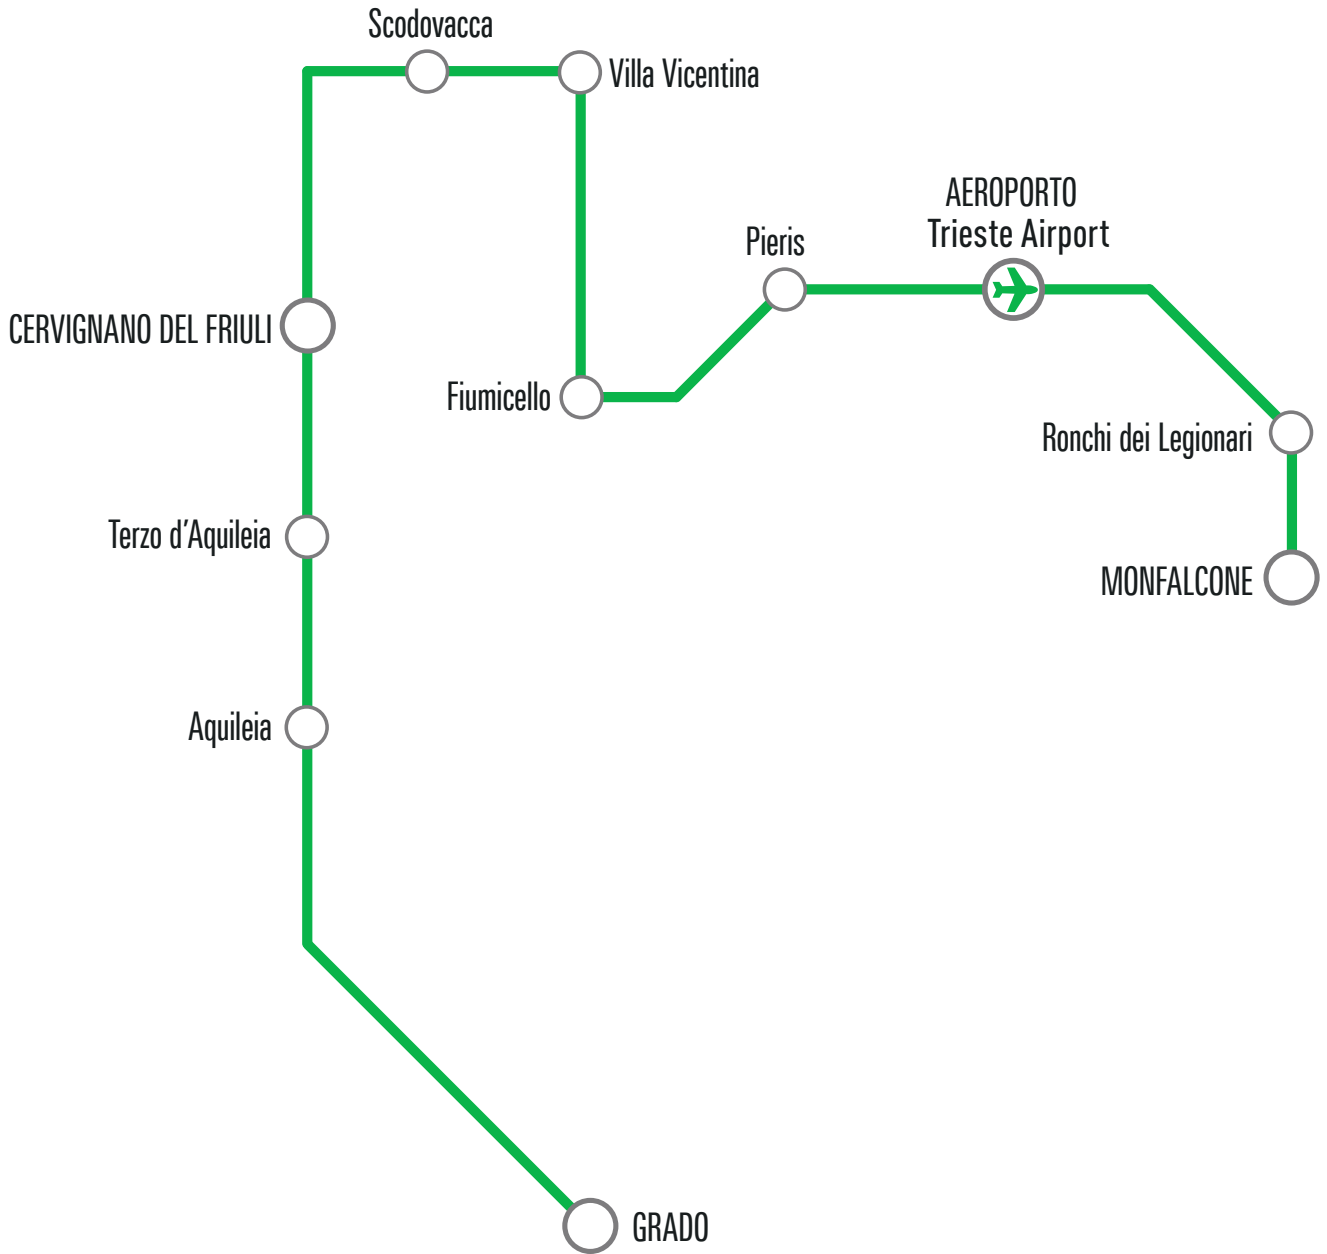 Scodovacca
Villa Vicentina
AEROPORTO
Trieste Airport
Pieris
CERVIGNANO DEL FRIULI
Fiumicello
Ronchi dei Legionari
Terzo d'Aquileia
MONFALCONE
Aquileia
GRADO